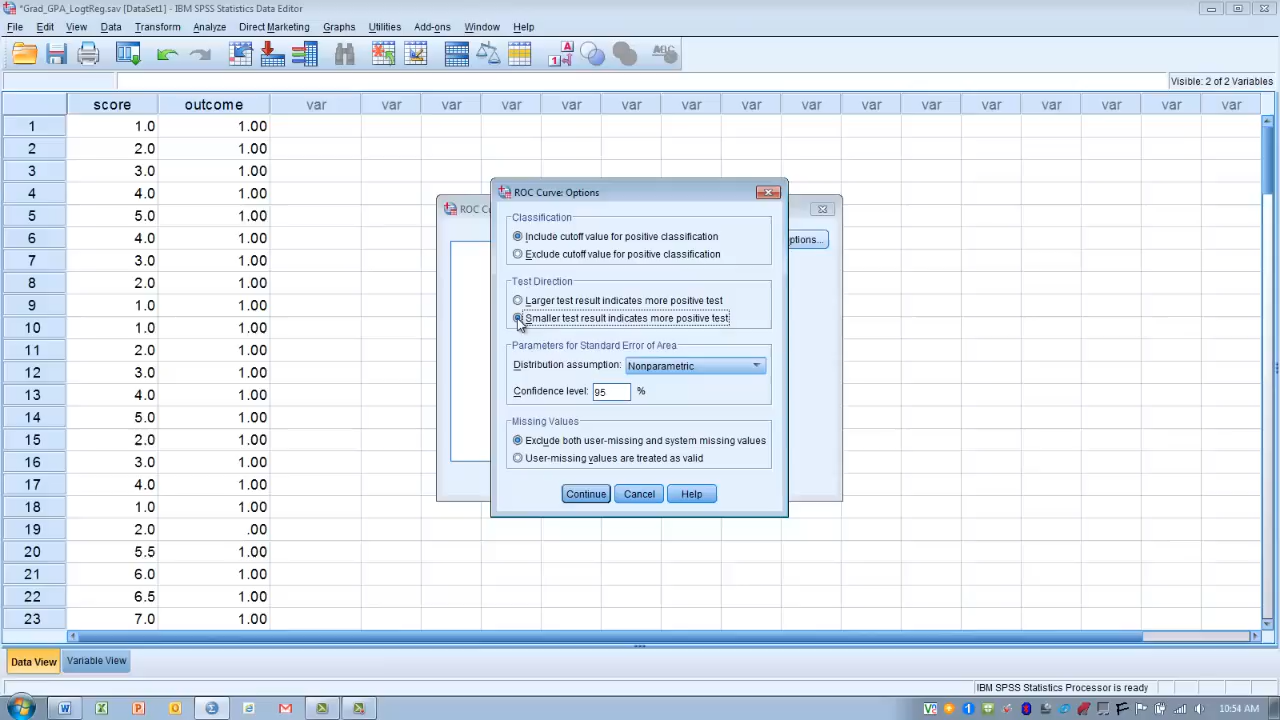 *Grad_GPA_LogtReg.sav [DataSet1] - IBM SPSS Statistics Data Editor
File Edit View Data Transform Analyze Direct Marketing Graphs Utilities Add-ons Window Help
Visible: 2 of 2 Variables
score outcome var var var var var var var var var var var var var var var var
1 1.0 1.00
2 2.0 1.00
3 3.0 1.00
4 4.0 1.00
5 5.0 1.00
6 4.0 1.00
7 3.0 1.00
8 2.0 1.00
9 1.0 1.00
10 1.0 1.00
11 2.0 1.00
12 3.0 1.00
13 4.0 1.00
14 5.0 1.00
15 2.0 1.00
16 3.0 1.00
17 4.0 1.00
18 1.0 1.00
19 2.0 .00
20 5.5 1.00
21 6.0 1.00
22 6.5 1.00
23 7.0 1.00
ROC Cu
ptions...
ROC Curve: Options
Classification
Include cutoff value for positive classification
Exclude cutoff value for positive classification
Test Direction
Larger test result indicates more positive test
Smaller test result indicates more positive test
Parameters for Standard Error of Area
Distribution assumption: Nonparametric
Confidence level: 95 %
Missing Values
Exclude both user-missing and system missing values
User-missing values are treated as valid
Continue Cancel Help
Data View Variable View
IBM SPSS Statistics Processor is ready
10:54 AM